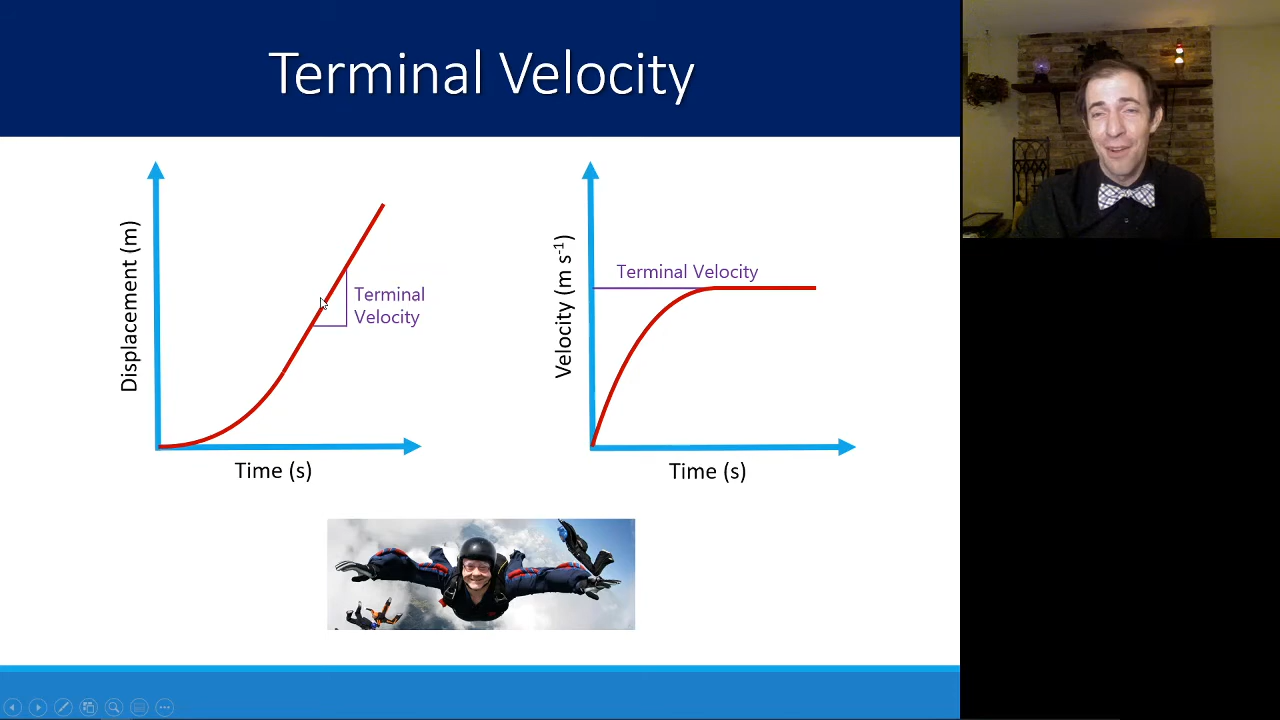 Terminal Velocity
Displacement (m)
Terminal
Velocity
Time (s)
Velocity (m s⁻¹)
Terminal Velocity
Time (s)